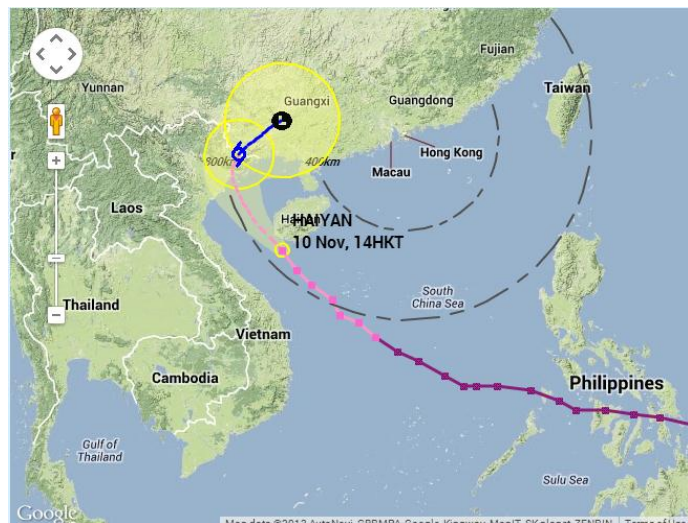 Fujian
Yunnan
Taiwan
Guangxi
Guangdong
Hong Kong
800km
400km
Macau
Laos
HAIYAN
10 Nov, 14HKT
South
China Sea
Thailand
Vietnam
Philippines
Cambodia
Gulf of
Thailand
Sulu Sea
Google